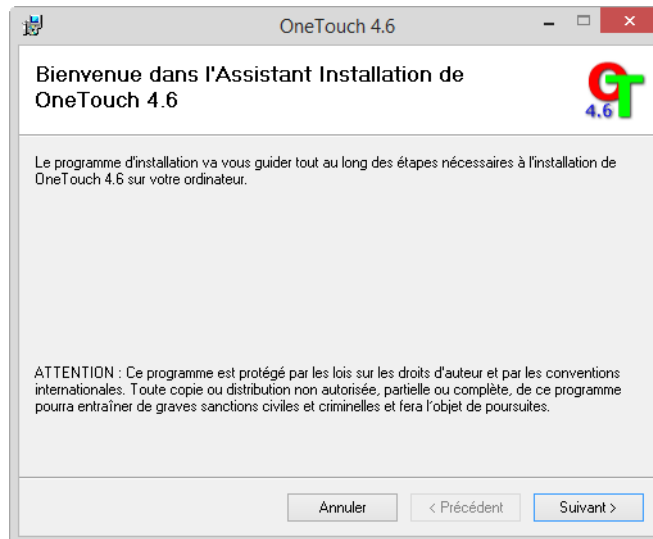 OneTouch 4.6
Bienvenue dans l'Assistant Installation de
OneTouch 4.6
OT
4.6
Le programme d'installation va vous guider tout au long des étapes nécessaires à l'installation de
OneTouch 4.6 sur votre ordinateur.
ATTENTION : Ce programme est protégé par les lois sur les droits d'auteur et par les conventions
internationales. Toute copie ou distribution non autorisée, partielle ou complète, de ce programme
pourra entraîner de graves sanctions civiles et criminelles et fera l'objet de poursuites.
Annuler
< Précédent
Suivant >